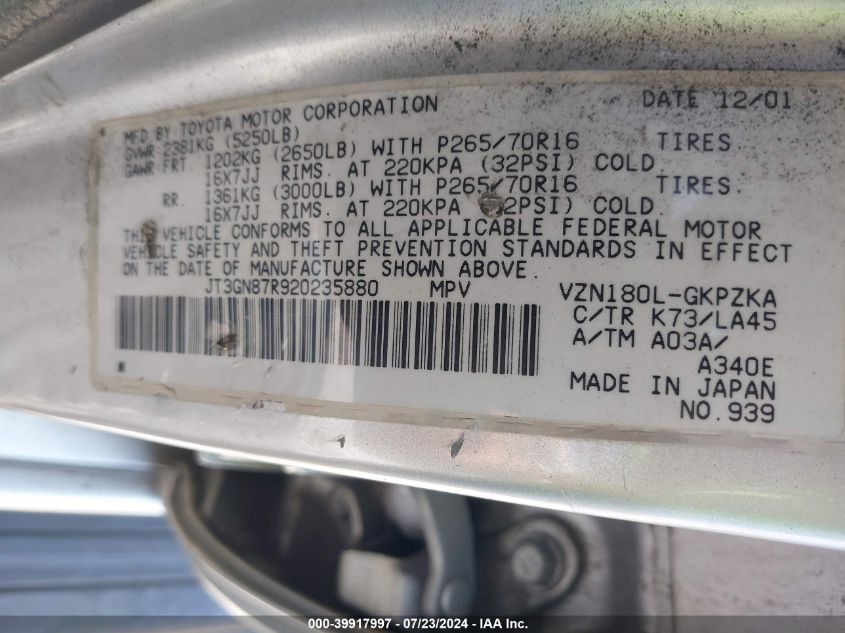 MFD BY TOYOTA MOTOR CORPORATION DATE 12/01
GVWR 2381KG (5250LB)
GAWR FRT 1202KG (2650LB) WITH P265/70R16 TIRES
16X7JJ RIMS. AT 220KPA (32PSI) COLD
RR. 1361KG (3000LB) WITH P265/70R16 TIRES.
16X7JJ RIMS. AT 220KPA 2PSI) COLD.
VEHICLE CONFORMS TO ALL APPLICABLE FEDERAL MOTOR
VEHICLE SAFETY AND THEFT PREVENTION STANDARDS IN EFFECT
ON THE DATE OF MANUFACTURE SHOWN ABOVE.
JT3GN87R920235880 MPV VZN180L-GKPZKA
C/TR K73/LA45
A/TM A03A/
A340E
MADE IN JAPAN
NO.939
000-39917997 - 07/23/2024 - IAA Inc.